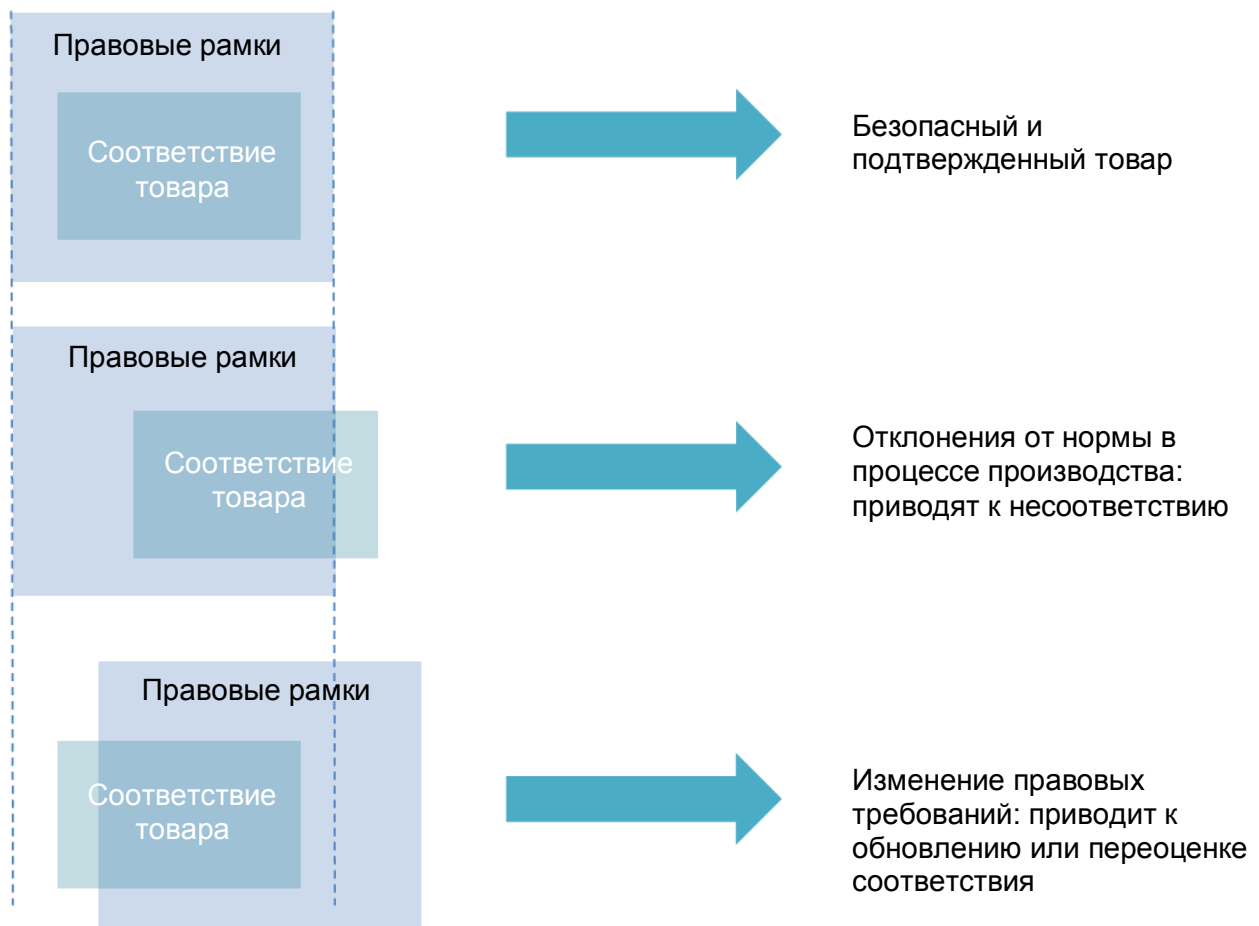 Правовые рамки
Соответствие
товара
Безопасный и
подтвержденный товар
Правовые рамки
Соответствие
товара
Отклонения от нормы в
процессе производства:
приводят к несоответствию
Правовые рамки
Соответствие
товара
Изменение правовых
требований: приводит к
обновлению или переоценке
соответствия